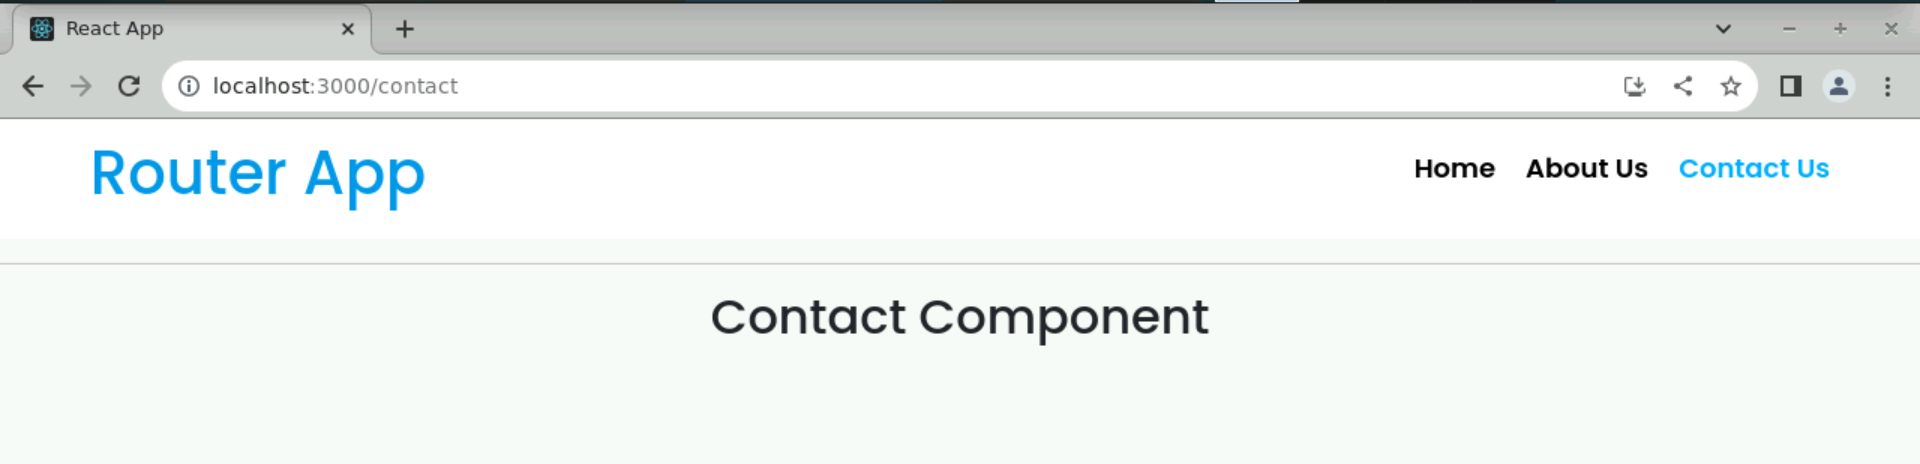 React App
localhost:3000/contact
Router App
Home About Us Contact Us
Contact Component